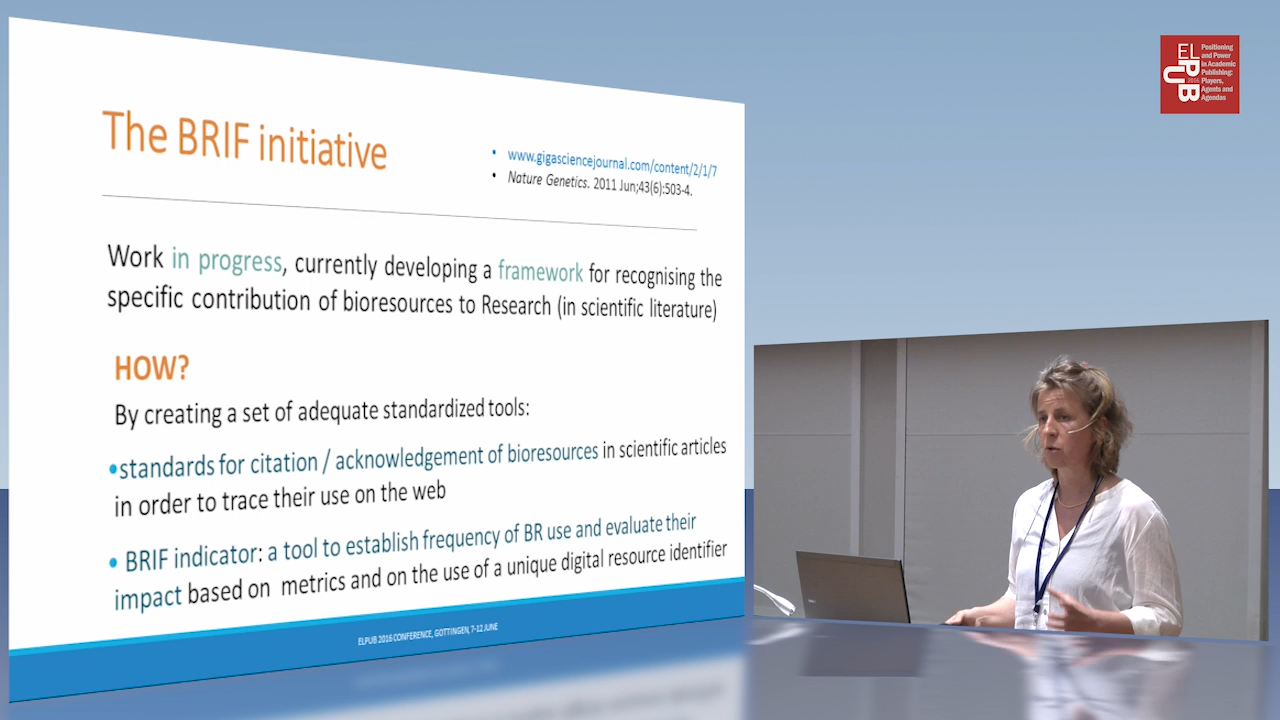 The BRIF initiative
• www.gigasciencejournal.com/content/2/1/7
• Nature Genetics. 2011 Jun;43(6):503-4.
Work in progress, currently developing a framework for recognising the
specific contribution of bioresources to Research (in scientific literature)
HOW?
By creating a set of adequate standardized tools:
•standards for citation / acknowledgement of bioresources in scientific articles
in order to trace their use on the web
• BRIF indicator: a tool to establish frequency of BR use and evaluate their
impact based on metrics and on the use of a unique digital resource identifier
ELPUB 2016 CONFERENCE, GÖTTINGEN, 7-12 JUNE
ELPUB
2016
Positioning
and Power
in Academic
Publishing:
Players,
Agents and
Agendas